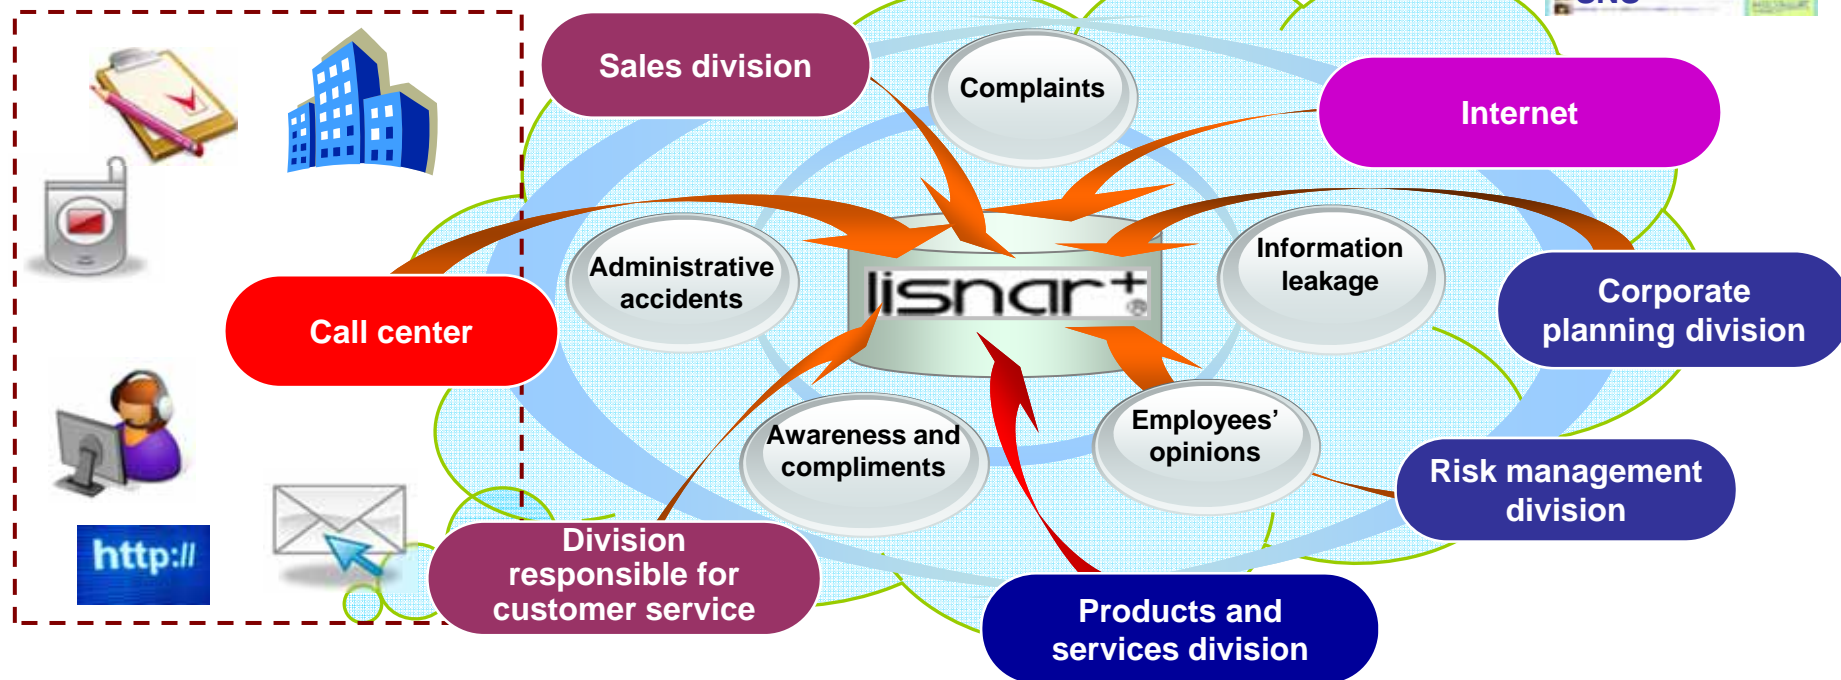 SNS
Sales division
Complaints
Internet
Administrative
accidents
Information
leakage
lisnar+®
Call center
Corporate
planning division
Awareness and
compliments
Employees’
opinions
Risk management
division
http://
Division
responsible for
customer service
Products and
services division